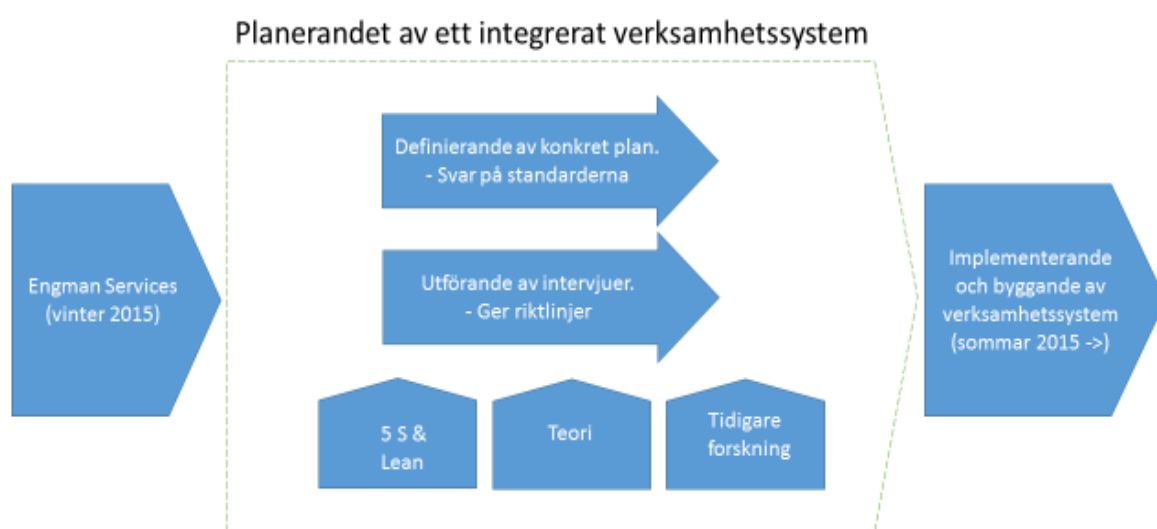 Planerandet av ett integrerat verksamhetssystem
Definierande av konkret plan.
- Svar på standarderna
Engman Services
(vinter 2015)
Utförande av intervjuer.
- Ger riktlinjer
Implementerande
och byggande av
verksamhetssystem
(sommar 2015 ->)
5 S &
Lean
Teori
Tidigare
forskning